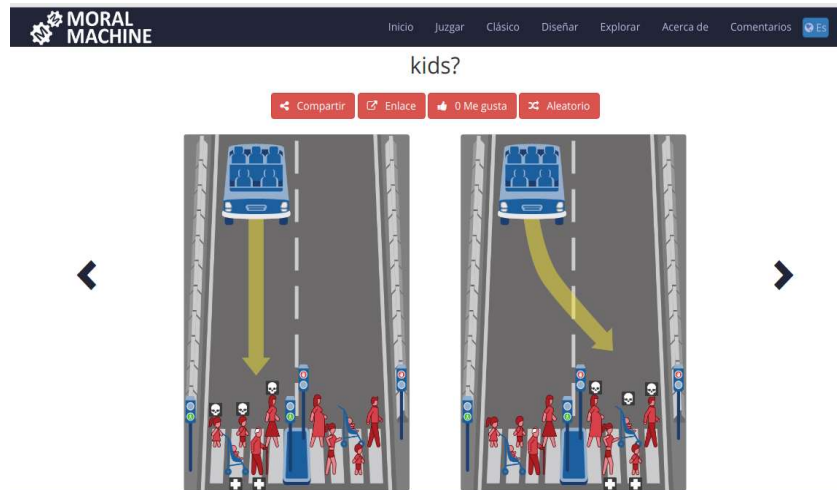 MORAL
MACHINE
Inicio Juzgar Clásico Diseñar Explorar Acerca de Comentarios Es
kids?
Compartir Enlace 0 Me gusta Aleatorio